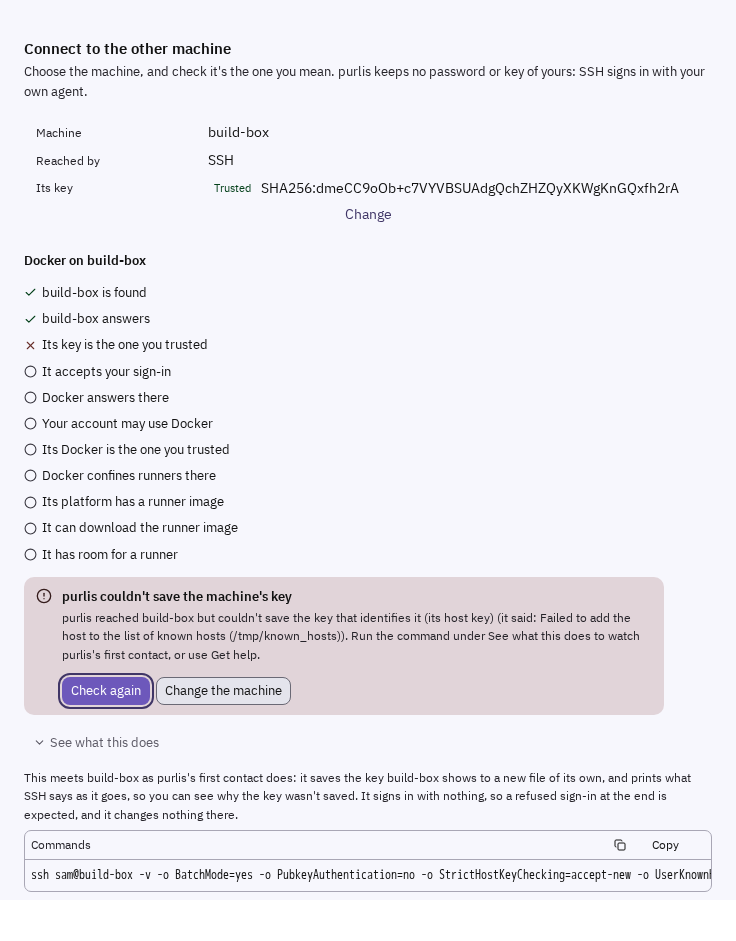 Connect to the other machine
Choose the machine, and check it's the one you mean. purlis keeps no password or key of yours: SSH signs in with your
own agent.
Machine build-box
Reached by SSH
Its key Trusted SHA256:dmeCC9oOb+c7VYVBSUAdgQchZHZQyXKWgKnGQxfh2rA
Change
Docker on build-box
build-box is found
build-box answers
Its key is the one you trusted
It accepts your sign-in
Docker answers there
Your account may use Docker
Its Docker is the one you trusted
Docker confines runners there
Its platform has a runner image
It can download the runner image
It has room for a runner
purlis couldn't save the machine's key
purlis reached build-box but couldn't save the key that identifies it (its host key) (it said: Failed to add the
host to the list of known hosts (/tmp/known_hosts)). Run the command under See what this does to watch
purlis's first contact, or use Get help.
Check again Change the machine
See what this does
This meets build-box as purlis's first contact does: it saves the key build-box shows to a new file of its own, and prints what
SSH says as it goes, so you can see why the key wasn't saved. It signs in with nothing, so a refused sign-in at the end is
expected, and it changes nothing there.
Commands Copy
ssh sam@build-box -v -o BatchMode=yes -o PubkeyAuthentication=no -o StrictHostKeyChecking=accept-new -o